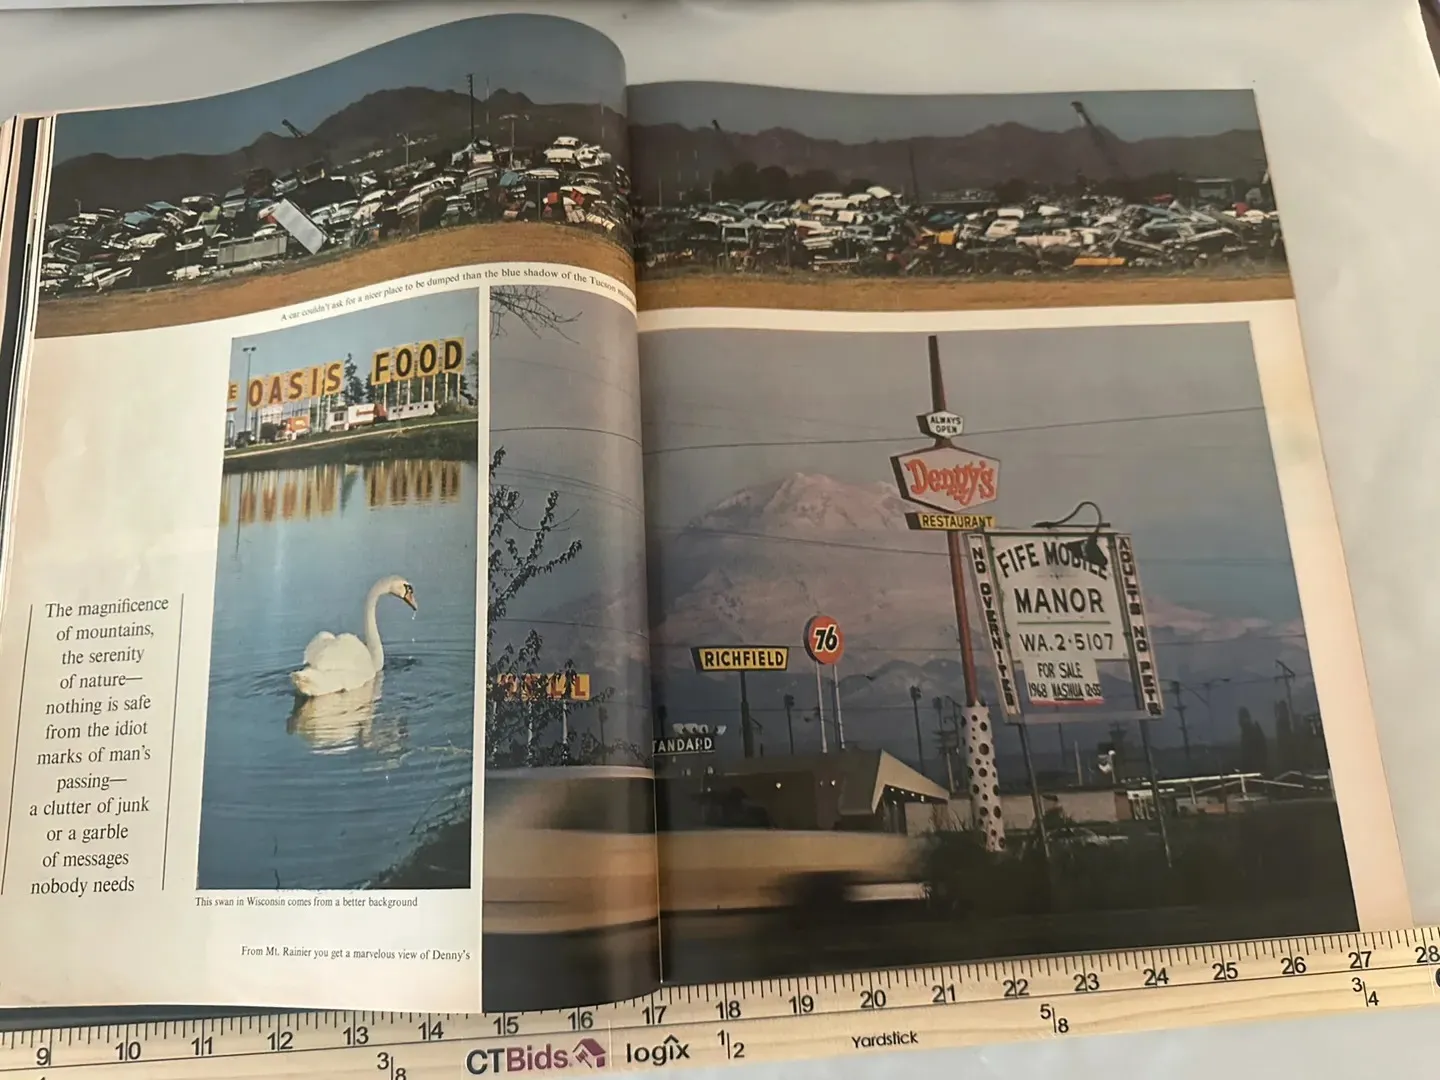 A car couldn't ask for a nicer place to be dumped than the blue shadow of the Tucson
E OASIS FOOD
The magnificence
of mountains,
the serenity
of nature—
nothing is safe
from the idiot
marks of man's
passing—
a clutter of junk
or a garble
of messages
nobody needs
This swan in Wisconsin comes from a better background
From Mt. Rainier you get a marvelous view of Denny's
ALWAYS
OPEN
Denny's
RESTAURANT
NO OVERNITERS
FIFE MOBILE
MANOR
WA.2-5107
FOR SALE
1968 NASHUA 12x55
ADULTS NO PETS
RICHFIELD
76
TANDARD
9 10 11 12 13 14 15 16 17 18 19 20 21 22 23 24 25 26 27 28
3/8 CTBids logix 1/2 Yardstick 5/8 3/4